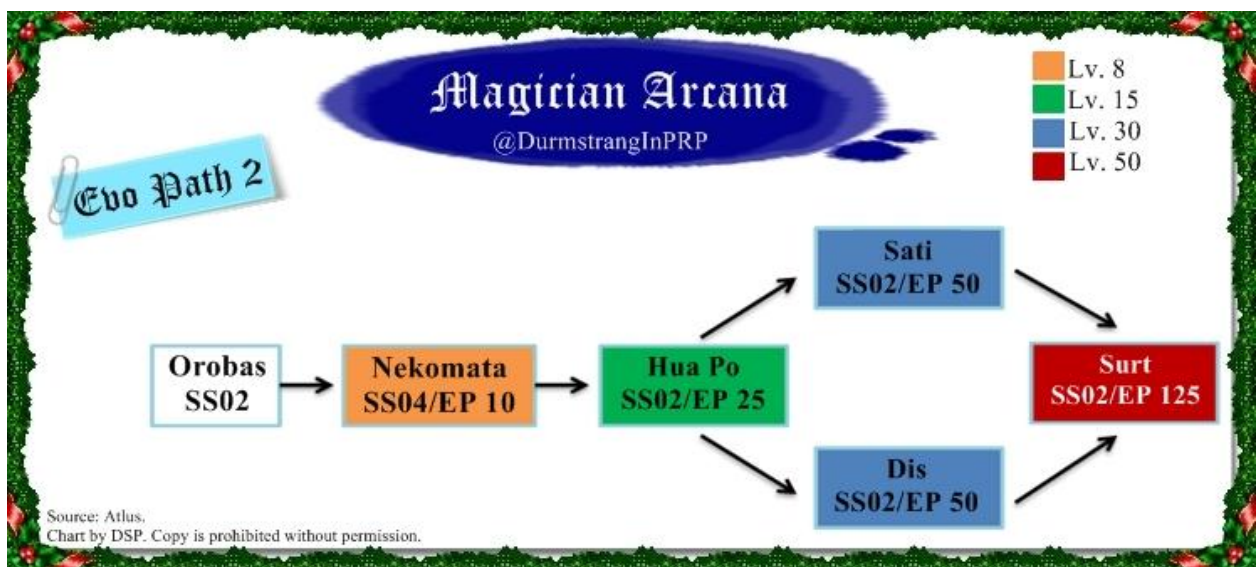 Magician Arcana
@DurmstrangInPRP
Lv. 8
Lv. 15
Lv. 30
Lv. 50
Evo Path 2
Orobas
SS02
Nekomata
SS04/EP 10
Hua Po
SS02/EP 25
Sati
SS02/EP 50
Dis
SS02/EP 50
Surt
SS02/EP 125
Source: Atlus.
Chart by DSP. Copy is prohibited without permission.